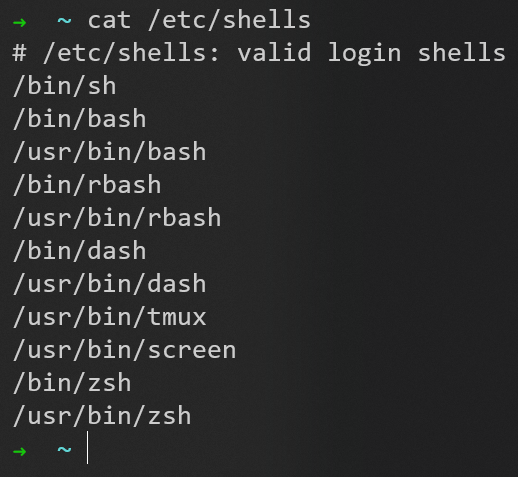 → ~ cat /etc/shells
# /etc/shells: valid login shells
/bin/sh
/bin/bash
/usr/bin/bash
/bin/rbash
/usr/bin/rbash
/bin/dash
/usr/bin/dash
/usr/bin/tmux
/usr/bin/screen
/bin/zsh
/usr/bin/zsh
→ ~